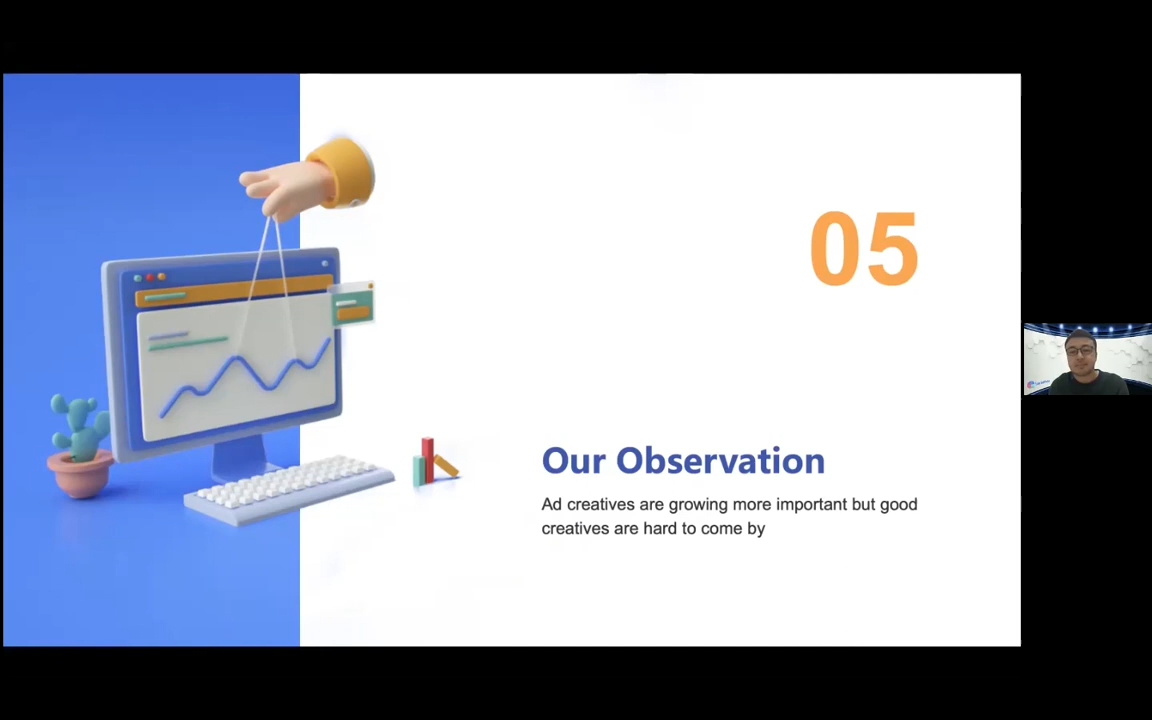 05
Our Observation
Ad creatives are growing more important but good
creatives are hard to come by